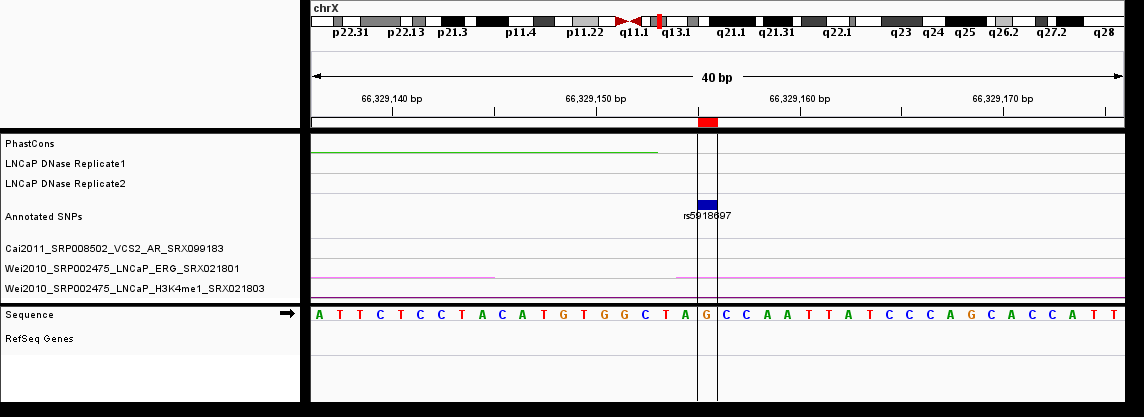 chrX
p22.31 p22.13 p21.3 p11.4 p11.22 q11.1 q13.1 q21.1 q21.31 q22.1 q23 q24 q25 q26.2 q27.2 q28
40 bp
66,329,140 bp 66,329,150 bp 66,329,160 bp 66,329,170 bp
PhastCons
LNCaP DNase Replicate1
LNCaP DNase Replicate2
Annotated SNPs
rs5918697
Cai2011_SRP008502_VCS2_AR_SRX099183
Wei2010_SRP002475_LNCaP_ERG_SRX021801
Wei2010_SRP002475_LNCaP_H3K4me1_SRX021803
Sequence A T T C T C C T A C A T G T G G C T A G C C A A T T A T C C C A G C A C C A T T
RefSeq Genes